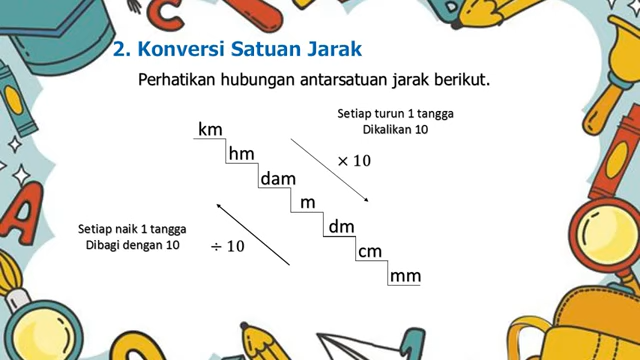 2. Konversi Satuan Jarak
Perhatikan hubungan antarsatuan jarak berikut.
Setiap turun 1 tangga
Dikalikan 10
× 10
km
hm
dam
m
dm
cm
mm
Setiap naik 1 tangga
Dibagi dengan 10
÷ 10